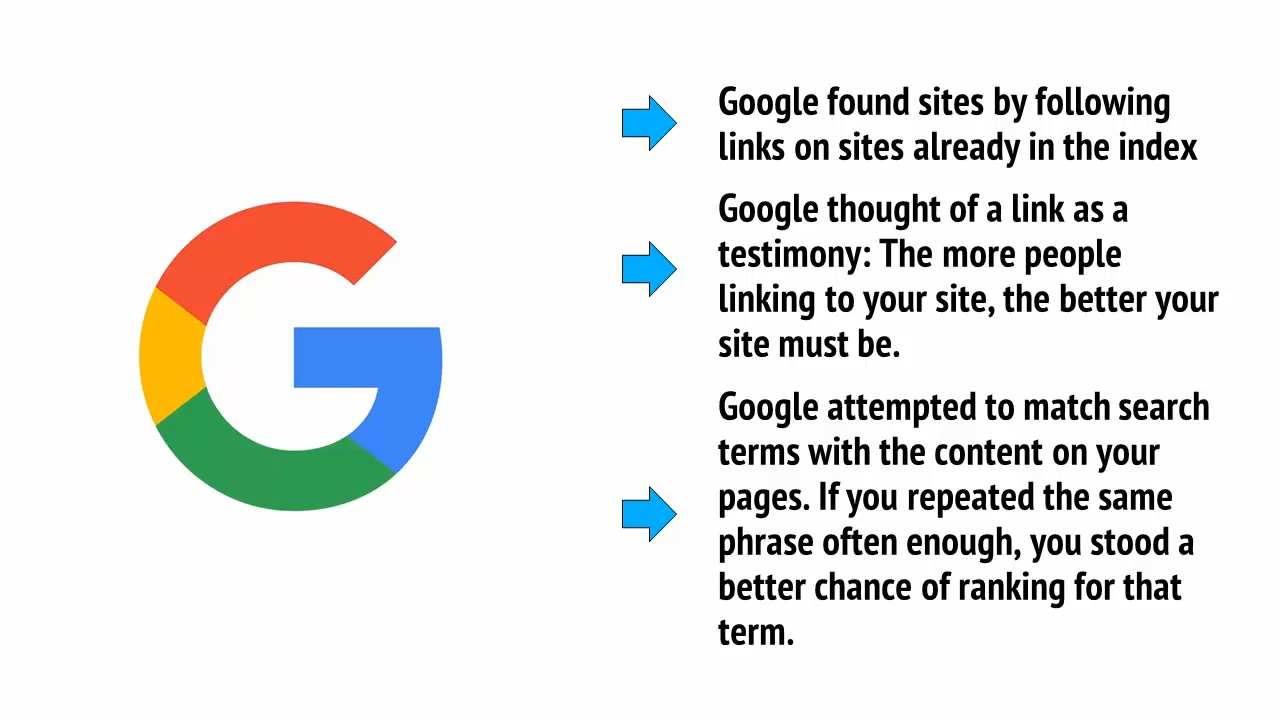 Google found sites by following
links on sites already in the index
Google thought of a link as a
testimony: The more people
linking to your site, the better your
site must be.
Google attempted to match search
terms with the content on your
pages. If you repeated the same
phrase often enough, you stood a
better chance of ranking for that
term.